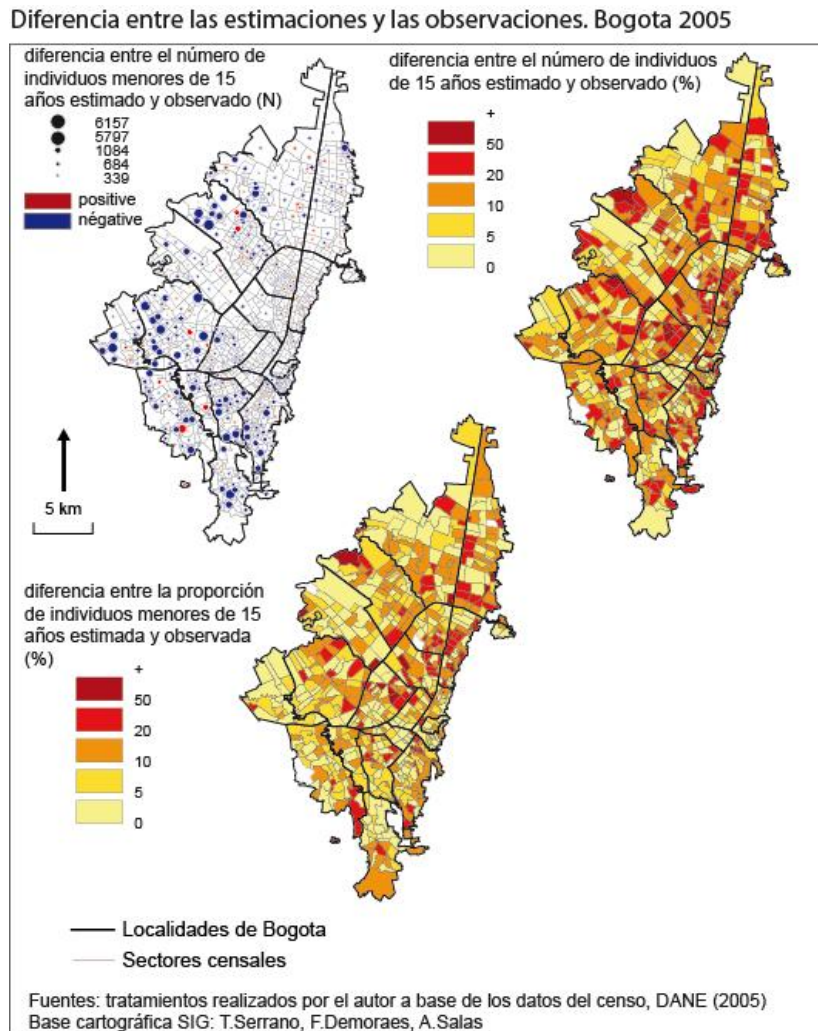 Diferencia entre las estimaciones y las observaciones. Bogota 2005
diferencia entre el número de
individuos menores de 15
años estimado y observado (N)
6157
5797
1084
684
339
positive
négative
diferencia entre el número de individuos
de 15 años estimado y observado (%)
+
50
20
10
5
0
5 km
diferencia entre la proporción
de individuos menores de 15
años estimada y observada
(%)
+
50
20
10
5
0
Localidades de Bogota
Sectores censales
Fuentes: tratamientos realizados por el autor a base de los datos del censo, DANE (2005)
Base cartográfica SIG: T.Serrano, F.Demoraes, A.Salas